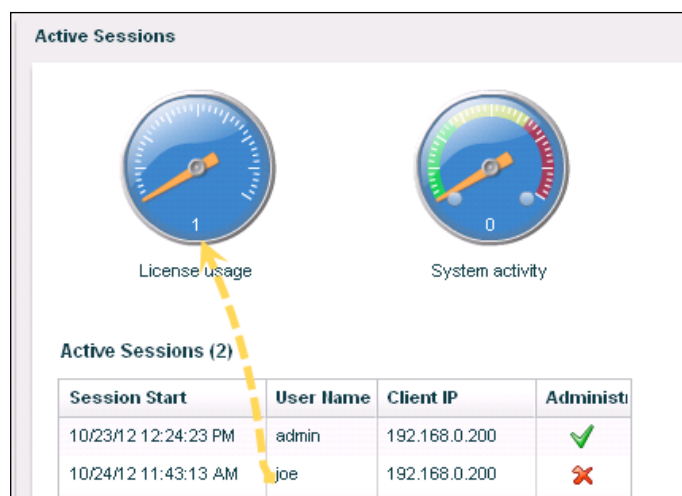 Active Sessions
1
0
License usage
System activity
Active Sessions (2)
Session Start User Name Client IP Administr
10/23/12 12:24:23 PM admin 192.168.0.200
10/24/12 11:43:13 AM joe 192.168.0.200